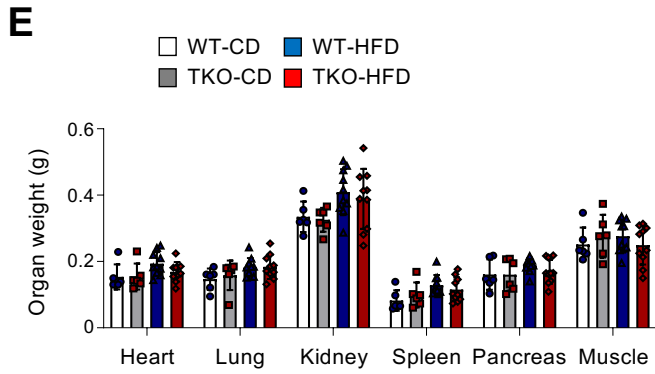 E
WT-CD WT-HFD
TKO-CD TKO-HFD
Organ weight (g)
0.6
0.4
0.2
0
Heart Lung Kidney Spleen Pancreas Muscle